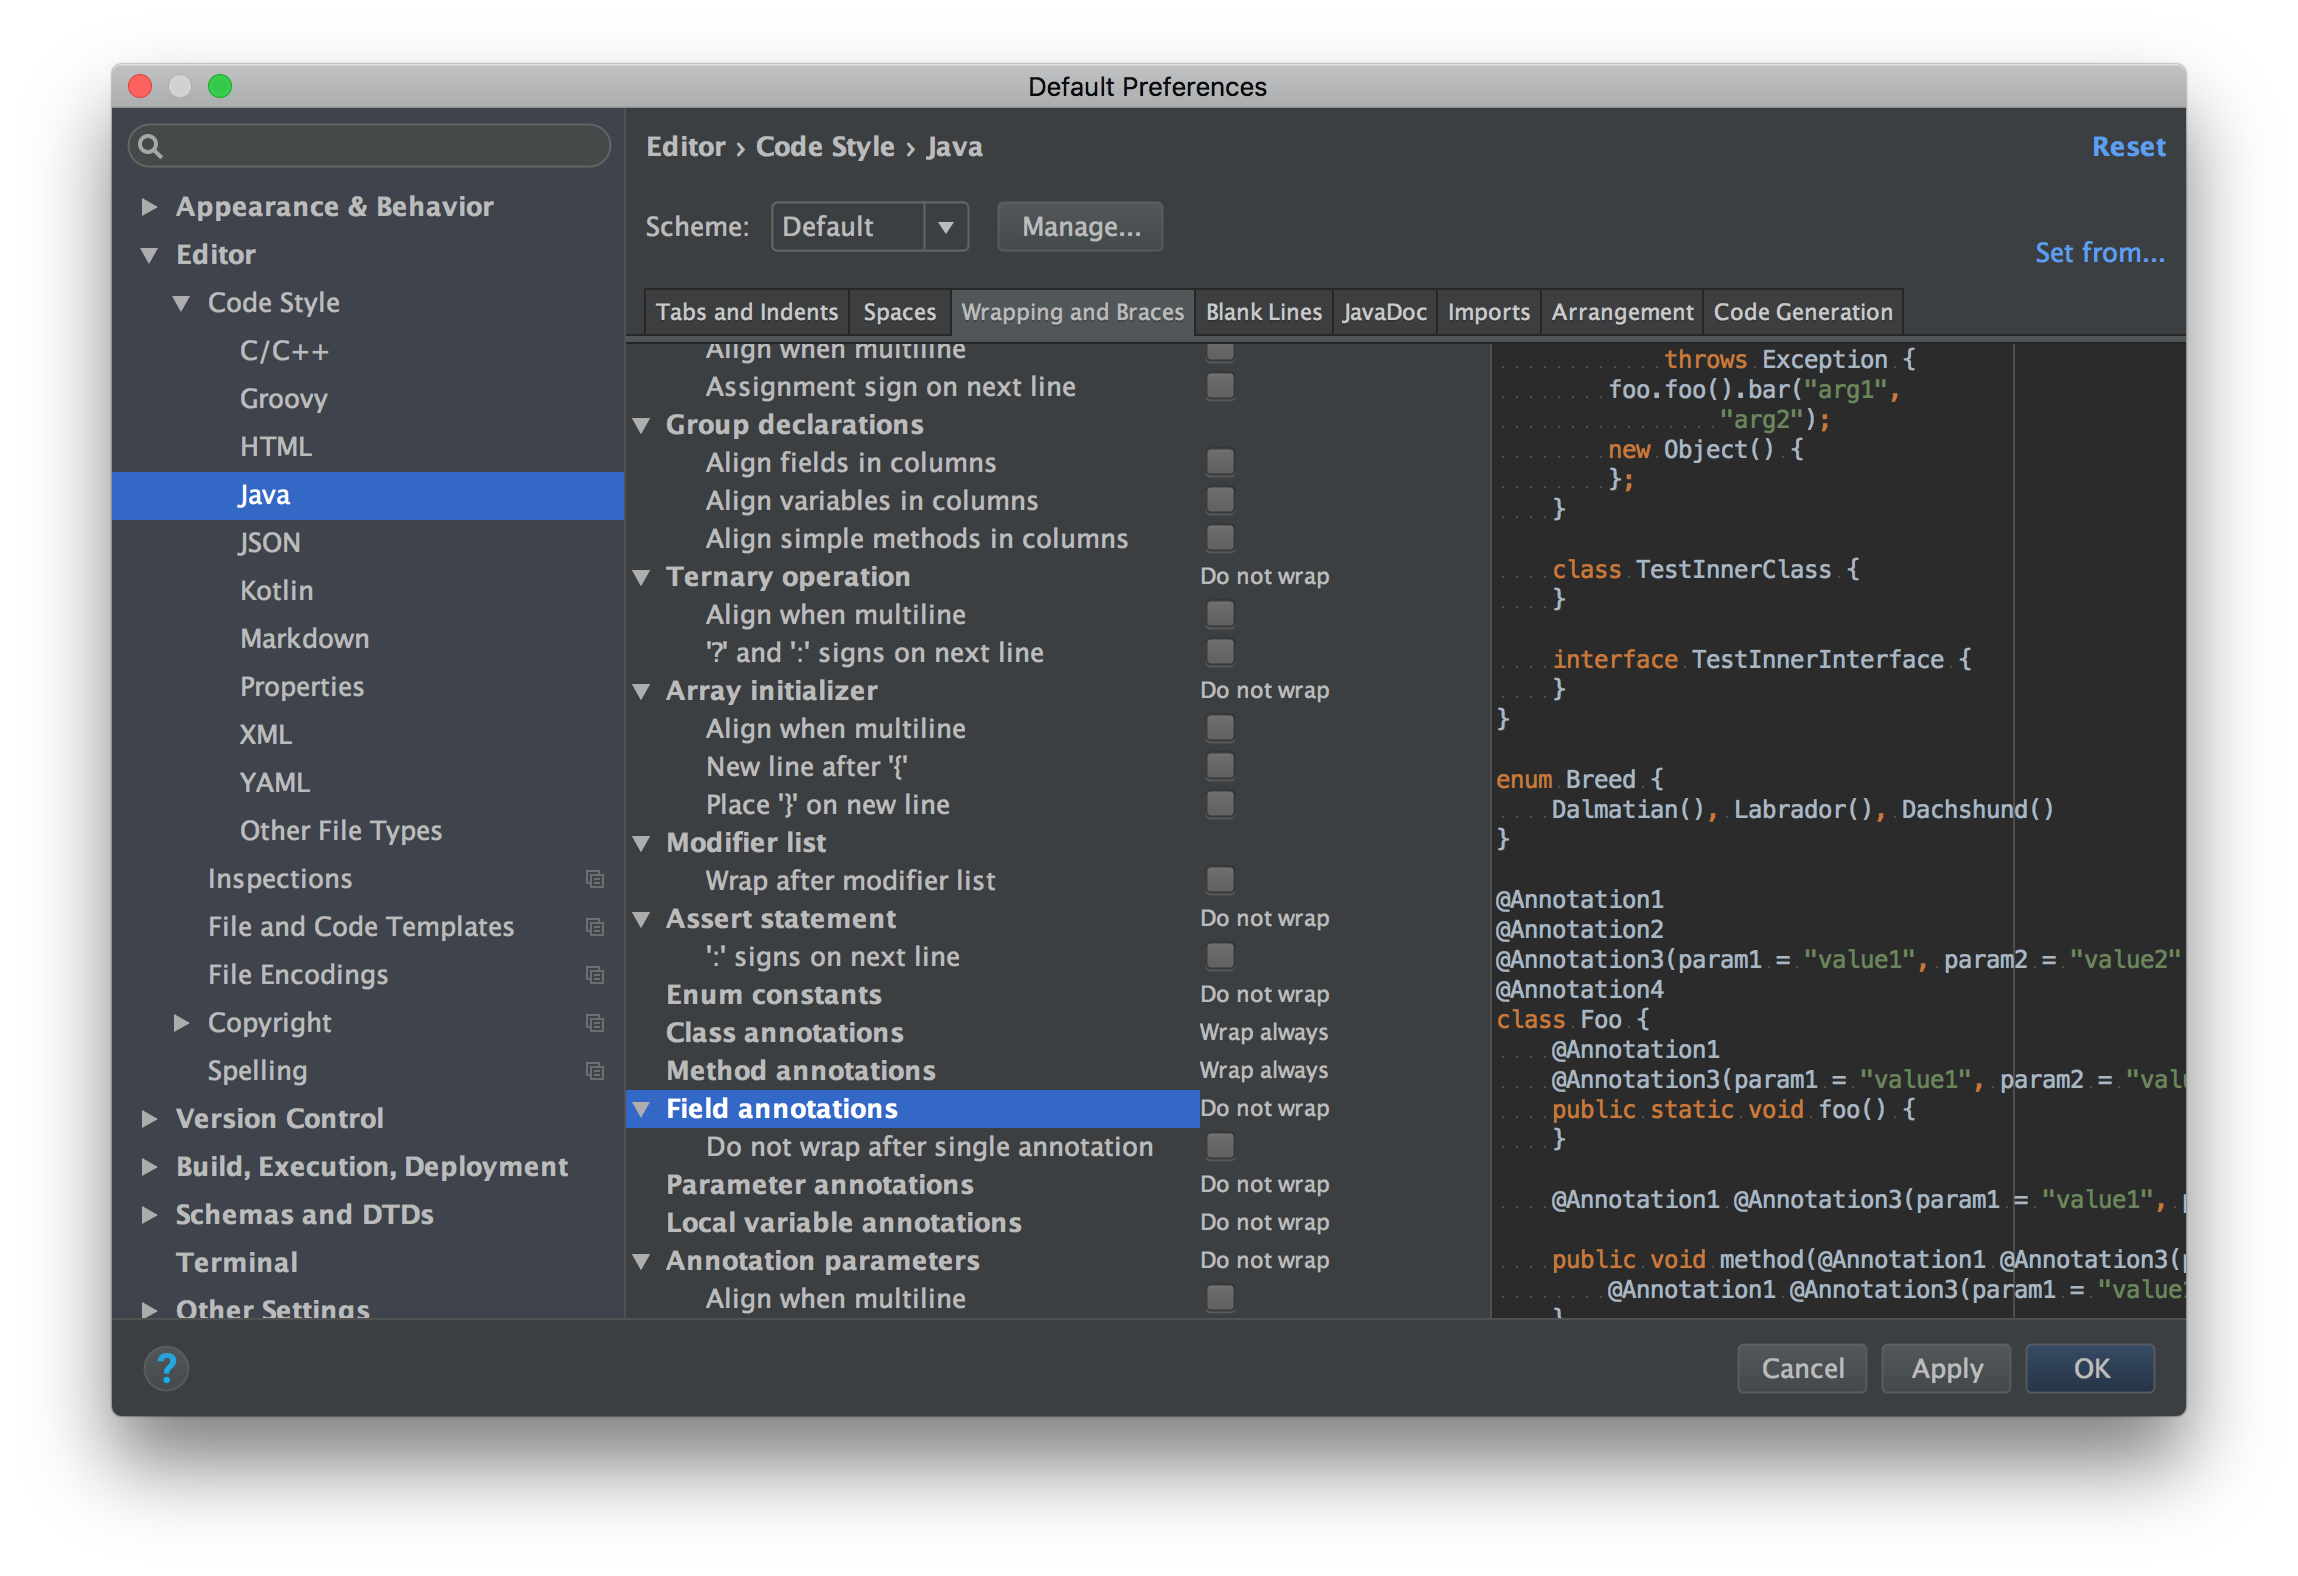 Default Preferences
Appearance & Behavior
Editor
Code Style
C/C++
Groovy
HTML
Java
JSON
Kotlin
Markdown
Properties
XML
YAML
Other File Types
Inspections
File and Code Templates
File Encodings
Copyright
Spelling
Version Control
Build, Execution, Deployment
Schemas and DTDs
Terminal
Other Settings
Editor › Code Style › Java
Reset
Scheme: Default Manage...
Set from...
Tabs and Indents Spaces Wrapping and Braces Blank Lines JavaDoc Imports Arrangement Code Generation
Align when multiline
Assignment sign on next line
Group declarations
Align fields in columns
Align variables in columns
Align simple methods in columns
Ternary operation Do not wrap
Align when multiline
'?' and ':' signs on next line
Array initializer Do not wrap
Align when multiline
New line after '{'
Place '}' on new line
Modifier list
Wrap after modifier list
Assert statement Do not wrap
':' signs on next line
Enum constants Do not wrap
Class annotations Wrap always
Method annotations Wrap always
Field annotations Do not wrap
Do not wrap after single annotation
Parameter annotations Do not wrap
Local variable annotations Do not wrap
Annotation parameters Do not wrap
Align when multiline
throws Exception {
foo.foo().bar("arg1",
"arg2");
new Object() {
};
}
class TestInnerClass {
}
interface TestInnerInterface {
}
}
enum Breed {
Dalmatian(), Labrador(), Dachshund()
}
@Annotation1
@Annotation2
@Annotation3(param1 = "value1", param2 = "value2"
@Annotation4
class Foo {
@Annotation1
@Annotation3(param1 = "value1", param2 = "val
public static void foo() {
}
@Annotation1 @Annotation3(param1 = "value1",
public void method(@Annotation1 @Annotation3(
@Annotation1 @Annotation3(param1 = "value
}
?
Cancel Apply OK